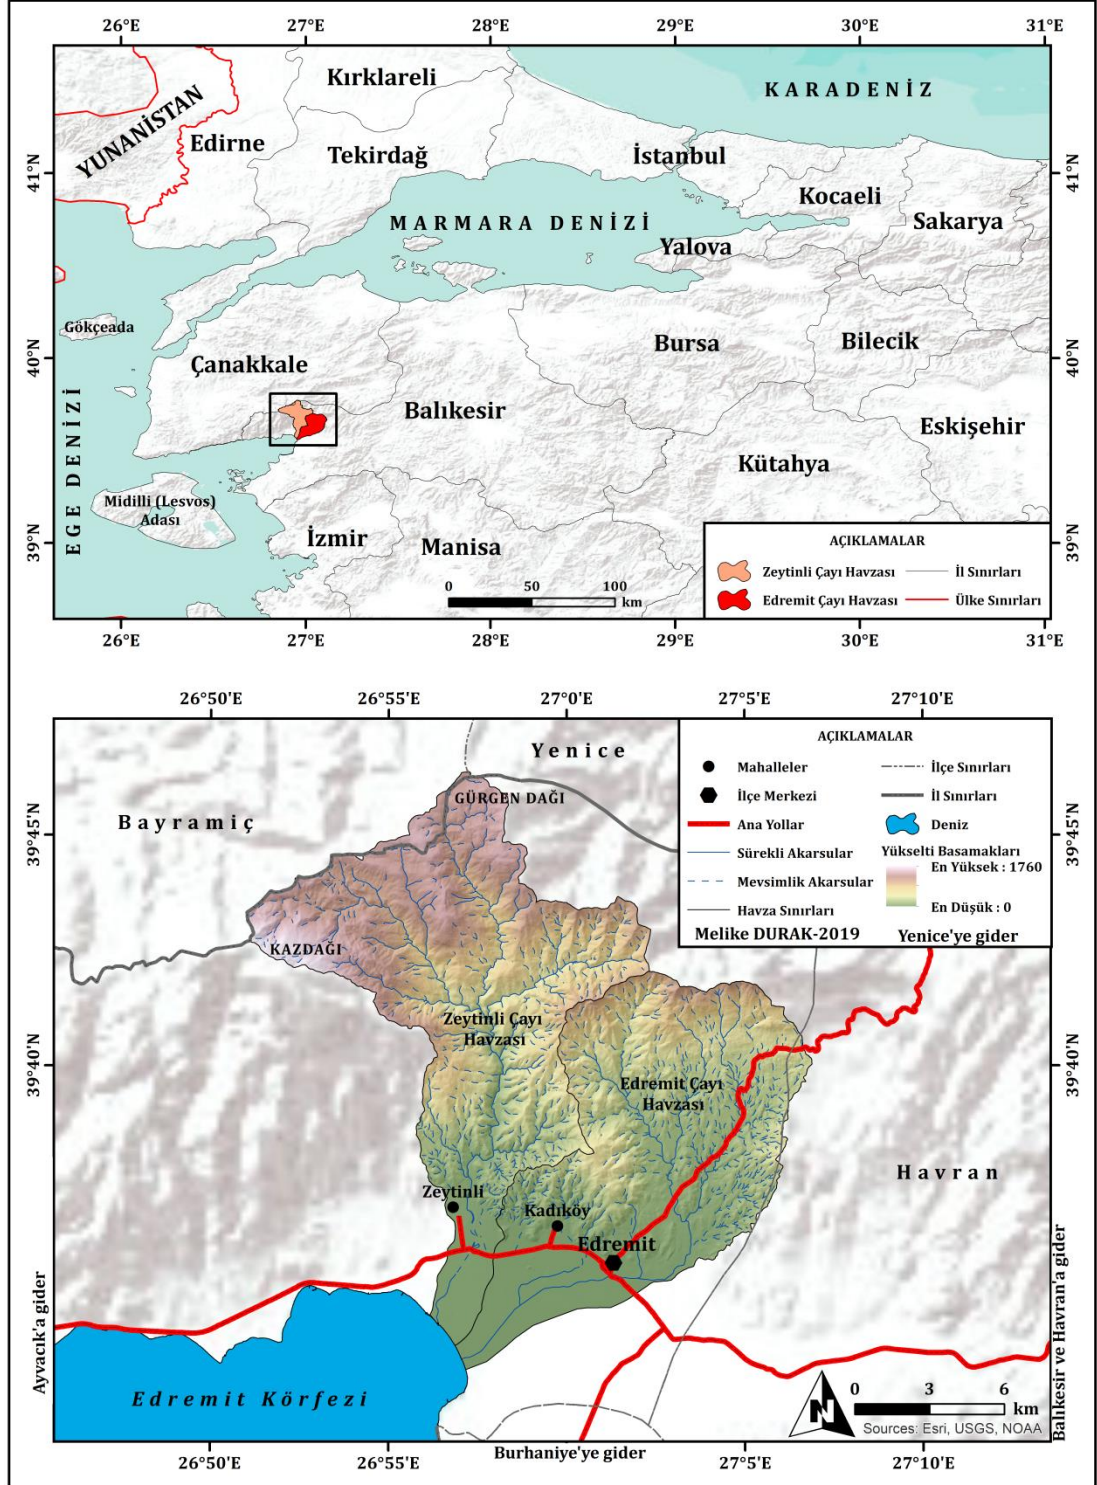 26°E 27°E 28°E 29°E 30°E 31°E
Kırklareli
KARADENİZ
YUNANİSTAN
Edirne
Tekirdağ
İstanbul
41°N
41°N
Kocaeli
MARMARA DENİZİ
Sakarya
Yalova
Gökçeada
Bursa
Bilecik
40°N
40°N
Çanakkale
Balıkesir
EGE DENİZİ
Eskişehir
Kütahya
Midilli (Lesvos)
Adası
İzmir
Manisa
39°N
39°N
AÇIKLAMALAR
Zeytinli Çayı Havzası
İl Sınırları
Edremit Çayı Havzası
Ülke Sınırları
0 50 100
km
26°E 27°E 28°E 29°E 30°E 31°E
26°50'E 26°55'E 27°0'E 27°5'E 27°10'E
Yenice
Bayramiç
GÜRGEN DAĞI
39°45'N
39°45'N
AÇIKLAMALAR
Mahalleler
İlçe Merkezi
Ana Yollar
Sürekli Akarsular
Mevsimlik Akarsular
Havza Sınırları
İlçe Sınırları
İl Sınırları
Deniz
Yükselti Basamakları
En Yüksek : 1760
En Düşük : 0
Melike DURAK-2019
Yenice'ye gider
KAZDAĞI
Zeytinli Çayı
Havzası
39°40'N
39°40'N
Edremit Çayı
Havzası
Havran
Zeytinli
Kadıköy
Edremit
Ayvacık'a gider
Balıkesir ve Havran'a gider
Edremit Körfezi
N
0 3 6
km
Sources: Esri, USGS, NOAA
Burhaniye'ye gider
26°50'E 26°55'E 27°5'E 27°10'E